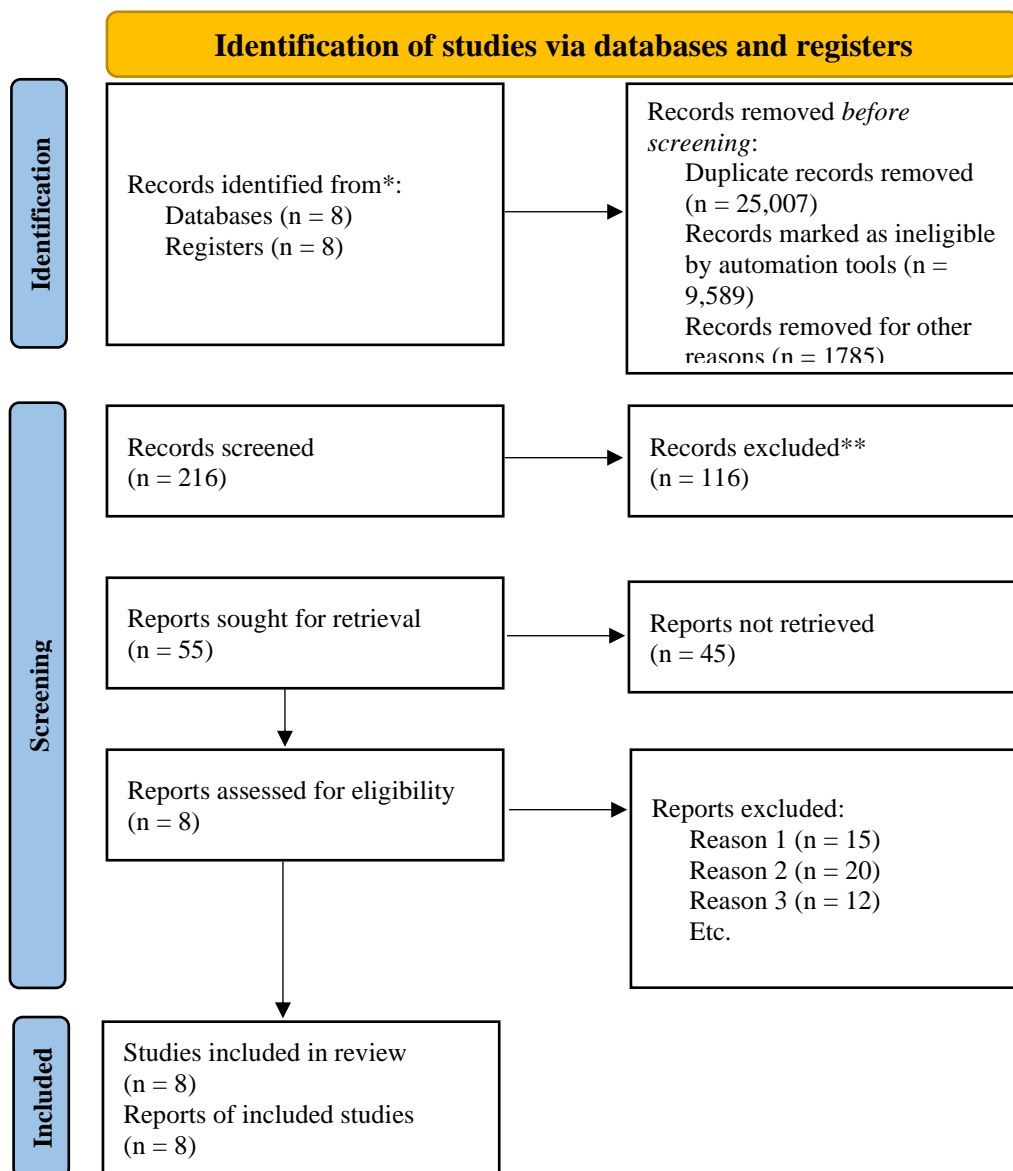 Identification of studies via databases and registers
Identification
Records identified from*:
Databases (n = 8)
Registers (n = 8)
Records removed before
screening:
Duplicate records removed
(n = 25,007)
Records marked as ineligible
by automation tools (n =
9,589)
Records removed for other
reasons (n = 1785)
Screening
Records screened
(n = 216)
Records excluded**
(n = 116)
Reports sought for retrieval
(n = 55)
Reports not retrieved
(n = 45)
Reports assessed for eligibility
(n = 8)
Reports excluded:
Reason 1 (n = 15)
Reason 2 (n = 20)
Reason 3 (n = 12)
Etc.
Included
Studies included in review
(n = 8)
Reports of included studies
(n = 8)